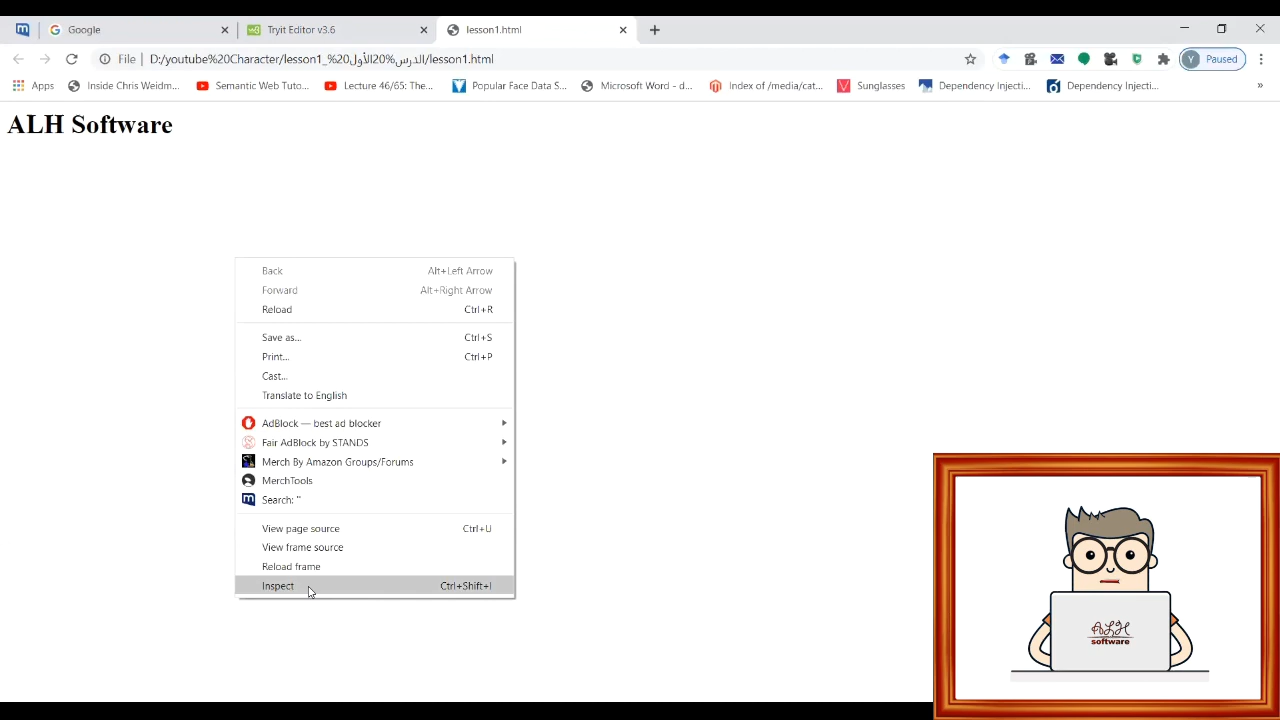 Google
Tryit Editor v3.6
lesson1.html
File
D:/youtube%20Character/lesson1_%20الدرس%20الأول/lesson1.html
Paused
Apps
Inside Chris Weidm...
Semantic Web Tuto...
Lecture 46/65: The...
Popular Face Data S...
Microsoft Word - d...
Index of /media/cat...
Sunglasses
Dependency Injecti...
Dependency Injecti...
»
ALH Software
Back Alt+Left Arrow
Forward Alt+Right Arrow
Reload Ctrl+R
Save as... Ctrl+S
Print... Ctrl+P
Cast...
Translate to English
AdBlock — best ad blocker
Fair AdBlock by STANDS
Merch By Amazon Groups/Forums
MerchTools
Search: ''
View page source Ctrl+U
View frame source
Reload frame
Inspect Ctrl+Shift+I
ALH
software